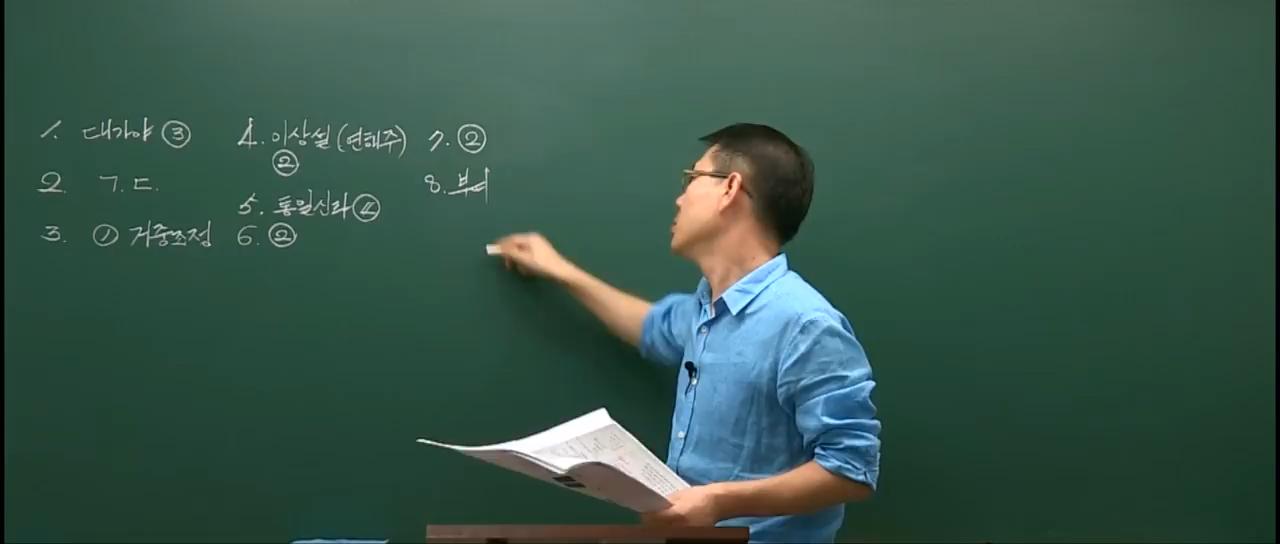 1. 대가야 ③
2. ㄱ. ㄷ.
3. ① 거중조정
4. 이상설 (연해주)
②
5. 통일신라 ④
6. ②
7. ②
8. 부여